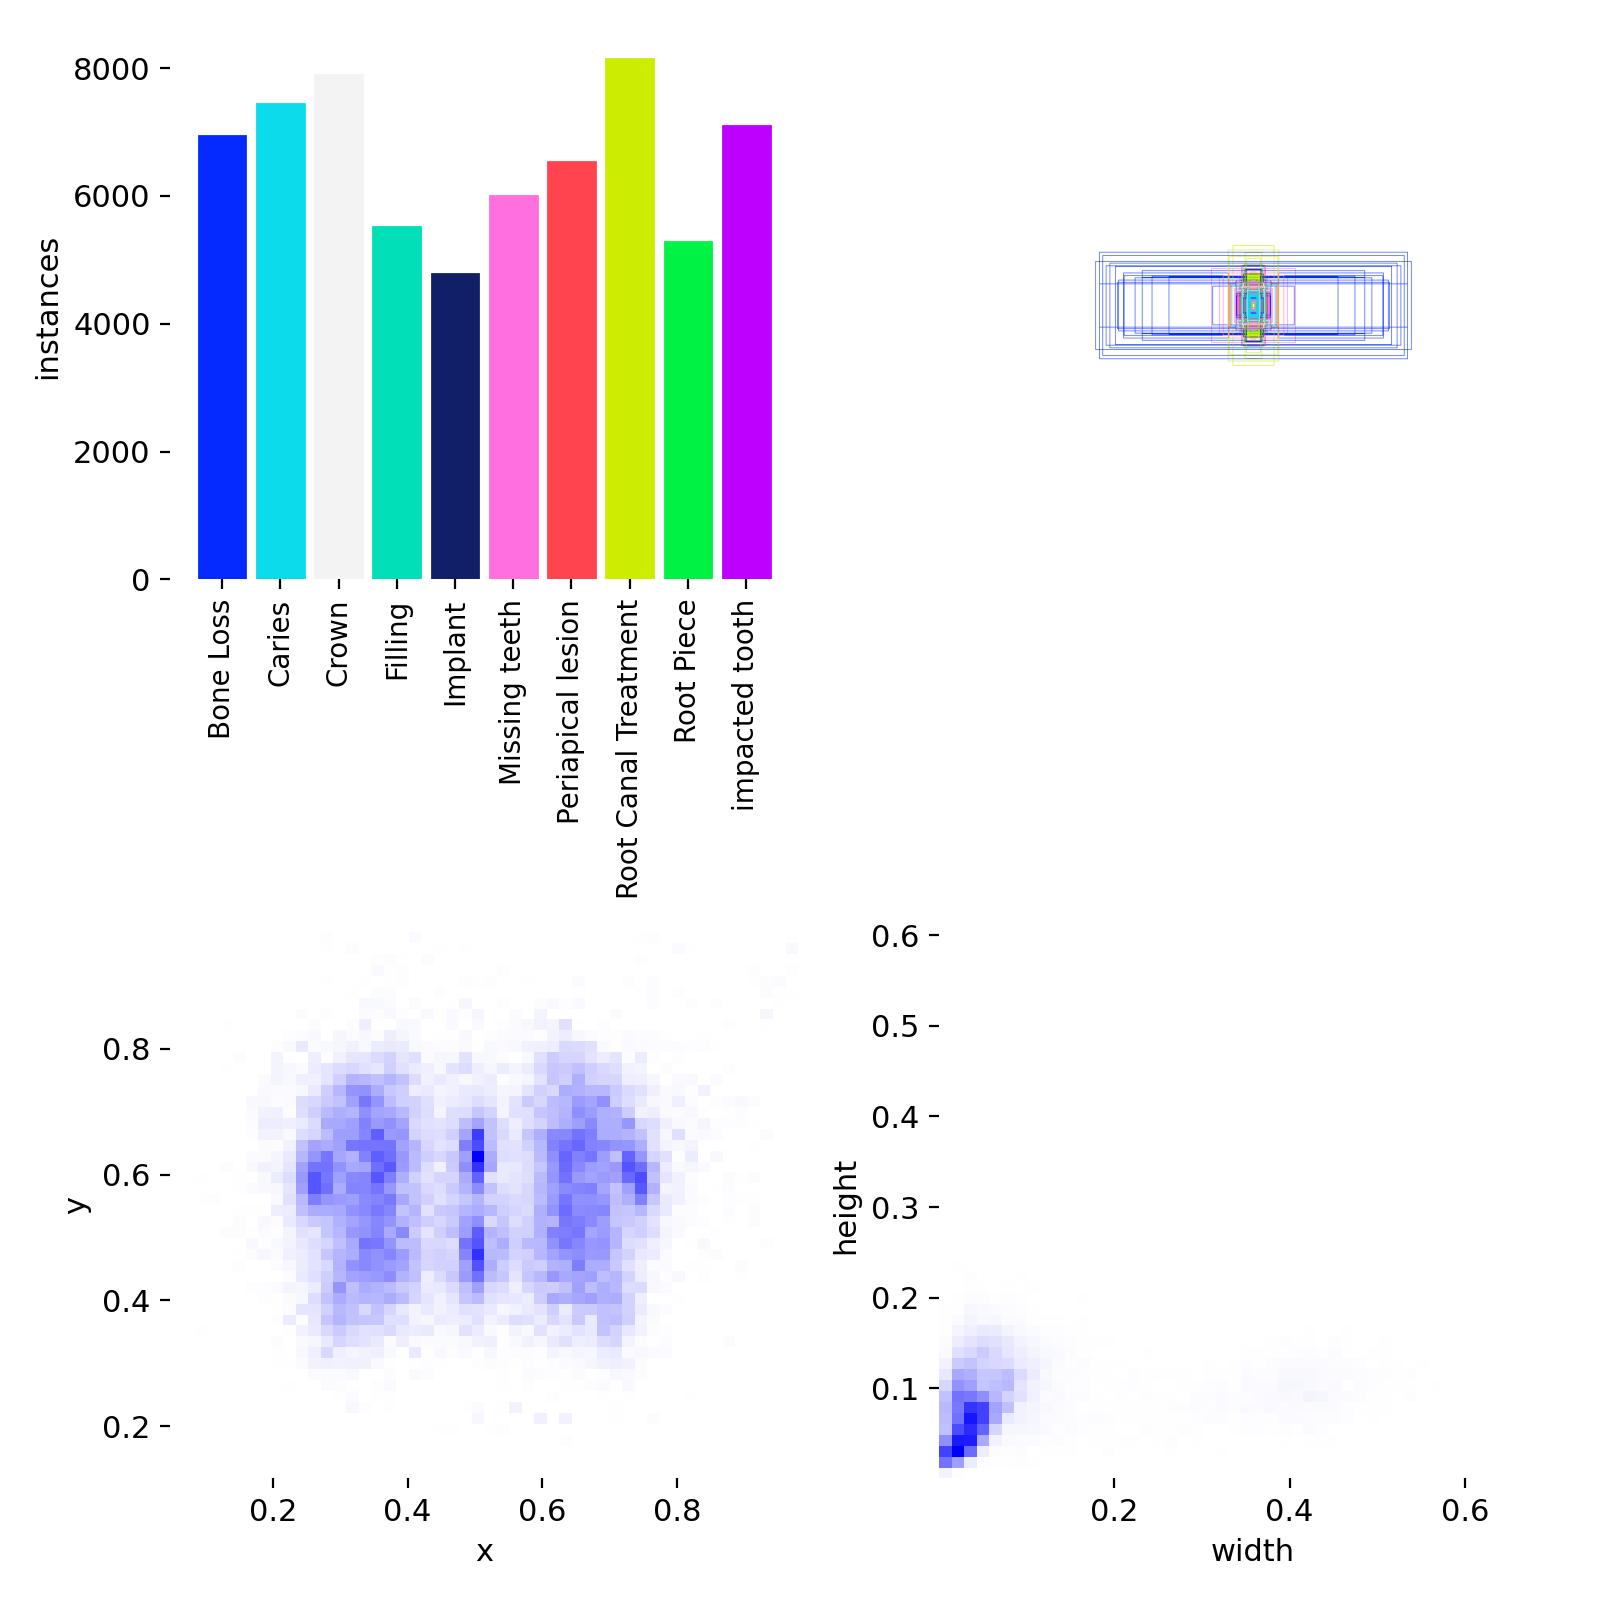 instances
8000
6000
4000
2000
0
Bone Loss
Caries
Crown
Filling
Implant
Missing teeth
Periapical lesion
Root Canal Treatment
Root Piece
impacted tooth
y
0.8
0.6
0.4
0.2
0.2 0.4 0.6 0.8
x
height
0.6
0.5
0.4
0.3
0.2
0.1
0.2 0.4 0.6
width